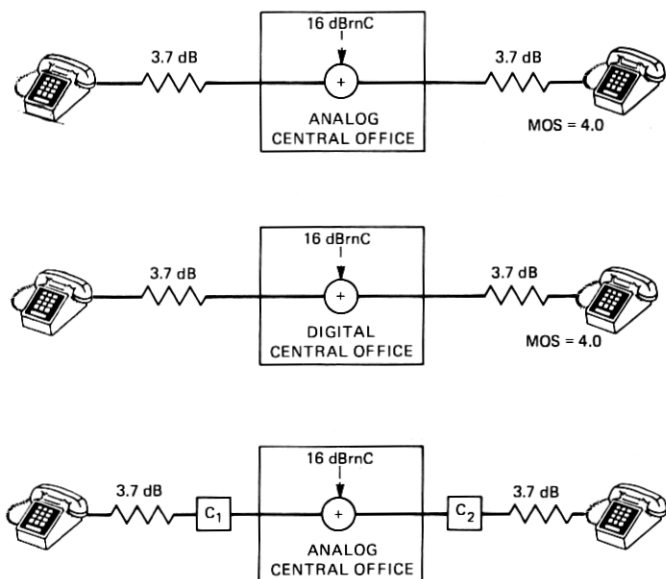 16 dBrnC
3.7 dB
3.7 dB
+
ANALOG
CENTRAL OFFICE
MOS = 4.0
16 dBrnC
3.7 dB
3.7 dB
+
DIGITAL
CENTRAL OFFICE
MOS = 4.0
16 dBrnC
3.7 dB
3.7 dB
C1
+
C2
ANALOG
CENTRAL OFFICE